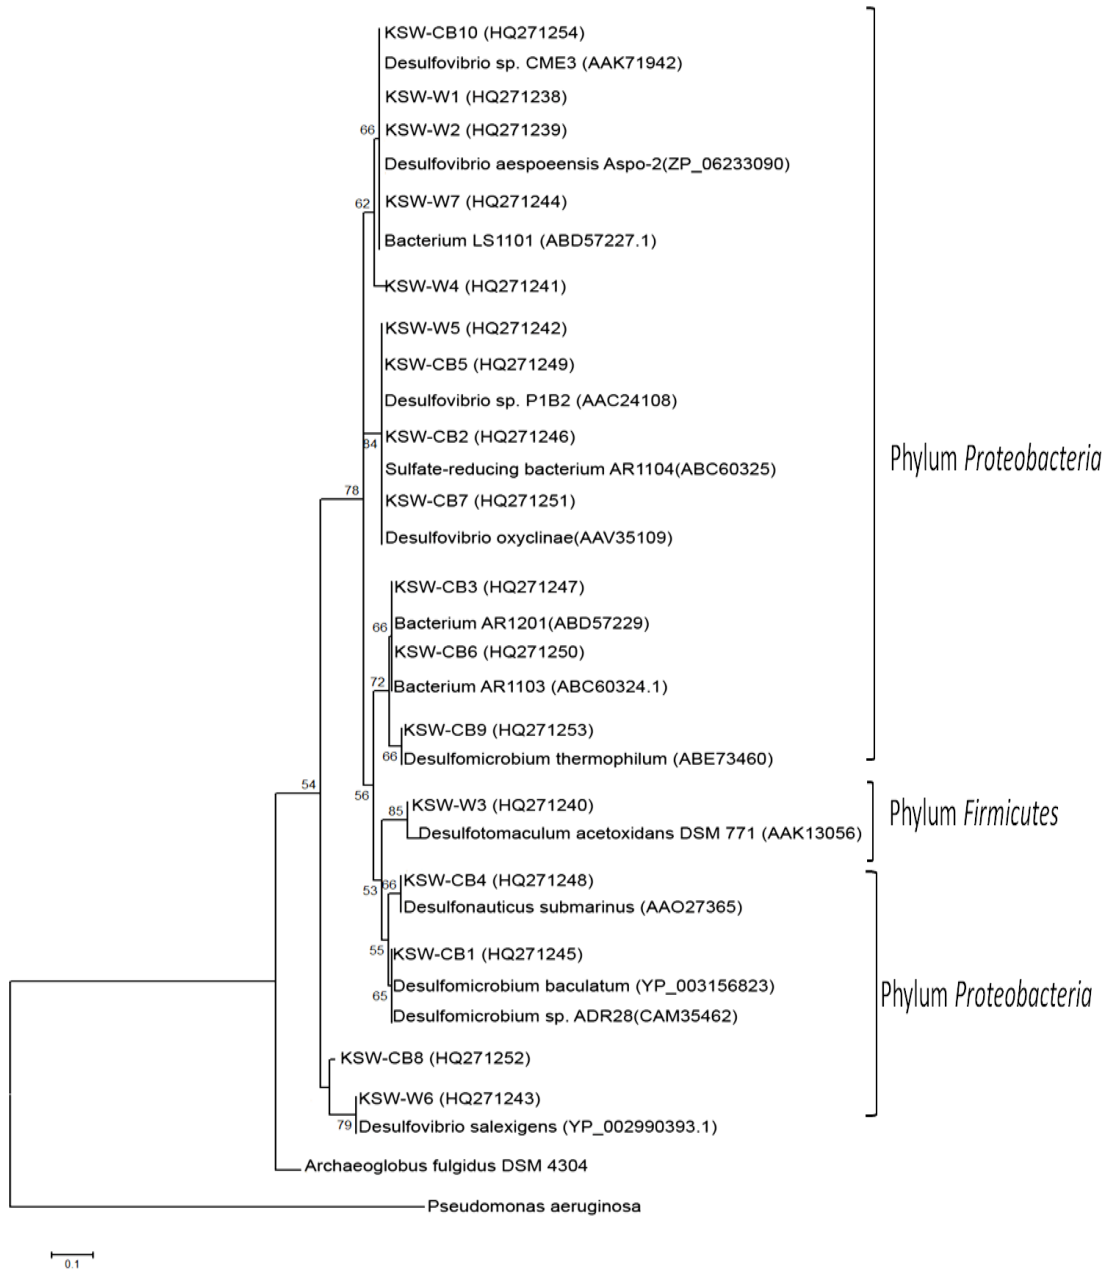 KSW-CB10 (HQ271254)
Desulfovibrio sp. CME3 (AAK71942)
KSW-W1 (HQ271238)
66
KSW-W2 (HQ271239)
Desulfovibrio aespoeensis Aspo-2(ZP_06233090)
62
KSW-W7 (HQ271244)
Bacterium LS1101 (ABD57227.1)
KSW-W4 (HQ271241)
KSW-W5 (HQ271242)
KSW-CB5 (HQ271249)
Desulfovibrio sp. P1B2 (AAC24108)
84
KSW-CB2 (HQ271246)
Phylum Proteobacteria
Sulfate-reducing bacterium AR1104(ABC60325)
78
KSW-CB7 (HQ271251)
Desulfovibrio oxyclinae(AAV35109)
KSW-CB3 (HQ271247)
66
Bacterium AR1201(ABD57229)
KSW-CB6 (HQ271250)
72
Bacterium AR1103 (ABC60324.1)
KSW-CB9 (HQ271253)
66
Desulfomicrobium thermophilum (ABE73460)
54
56
85
KSW-W3 (HQ271240)
Phylum Firmicutes
Desulfotomaculum acetoxidans DSM 771 (AAK13056)
53
66
KSW-CB4 (HQ271248)
Desulfonauticus submarinus (AAO27365)
55
KSW-CB1 (HQ271245)
65
Desulfomicrobium baculatum (YP_003156823)
Phylum Proteobacteria
Desulfomicrobium sp. ADR28(CAM35462)
KSW-CB8 (HQ271252)
KSW-W6 (HQ271243)
79
Desulfovibrio salexigens (YP_002990393.1)
Archaeoglobus fulgidus DSM 4304
Pseudomonas aeruginosa
0.1